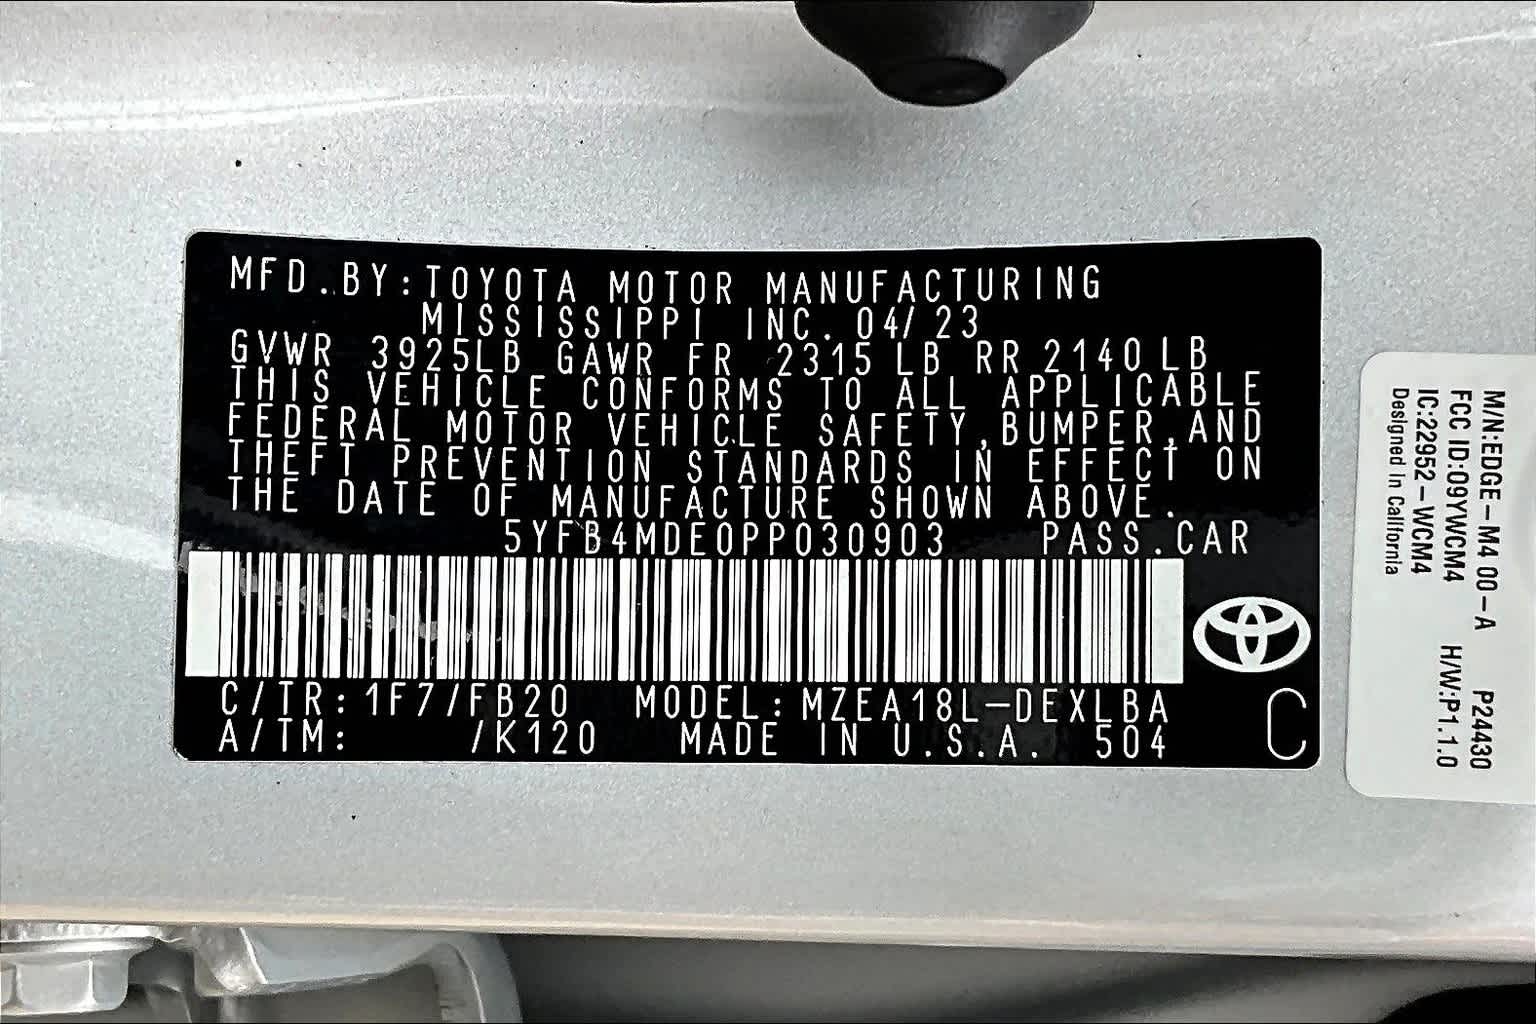 MFD. BY: TOYOTA MOTOR MANUFACTURING
MISSISSIPPI INC. 04/23
GVWR 3925LB GAWR FR 2315 LB RR 2140 LB
THIS VEHICLE CONFORMS TO ALL APPLICABLE
FEDERAL MOTOR VEHICLE SAFETY, BUMPER, AND
THEFT PREVENTION STANDARDS IN EFFECT ON
THE DATE OF MANUFACTURE SHOWN ABOVE.
5YFB4MDE0PP030903 PASS. CAR
C/TR: 1F7/FB20 MODEL: MZEA18L-DEXLBA
A/TM: /K120 MADE IN U.S.A. 504
C
M/N:EDGE-M4 00-A P24430
FCC ID:09YWCM4
IC:22952-WCM4 H/W:P1.1.0
Designed In California